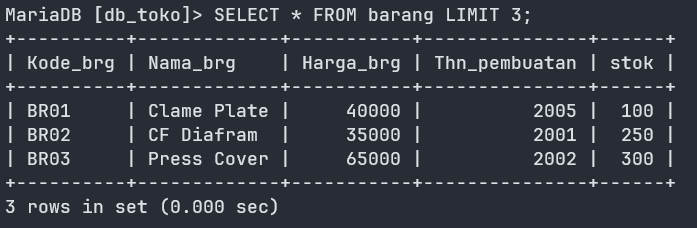 MariaDB [db_toko]> SELECT * FROM barang LIMIT 3;
+----------+-------------+-----------+---------------+------+
| Kode_brg | Nama_brg    | Harga_brg | Thn_pembuatan | stok |
+----------+-------------+-----------+---------------+------+
| BR01     | Clame Plate |     40000 |          2005 |  100 |
| BR02     | CF Diafram  |     35000 |          2001 |  250 |
| BR03     | Press Cover |     65000 |          2002 |  300 |
+----------+-------------+-----------+---------------+------+
3 rows in set (0.000 sec)